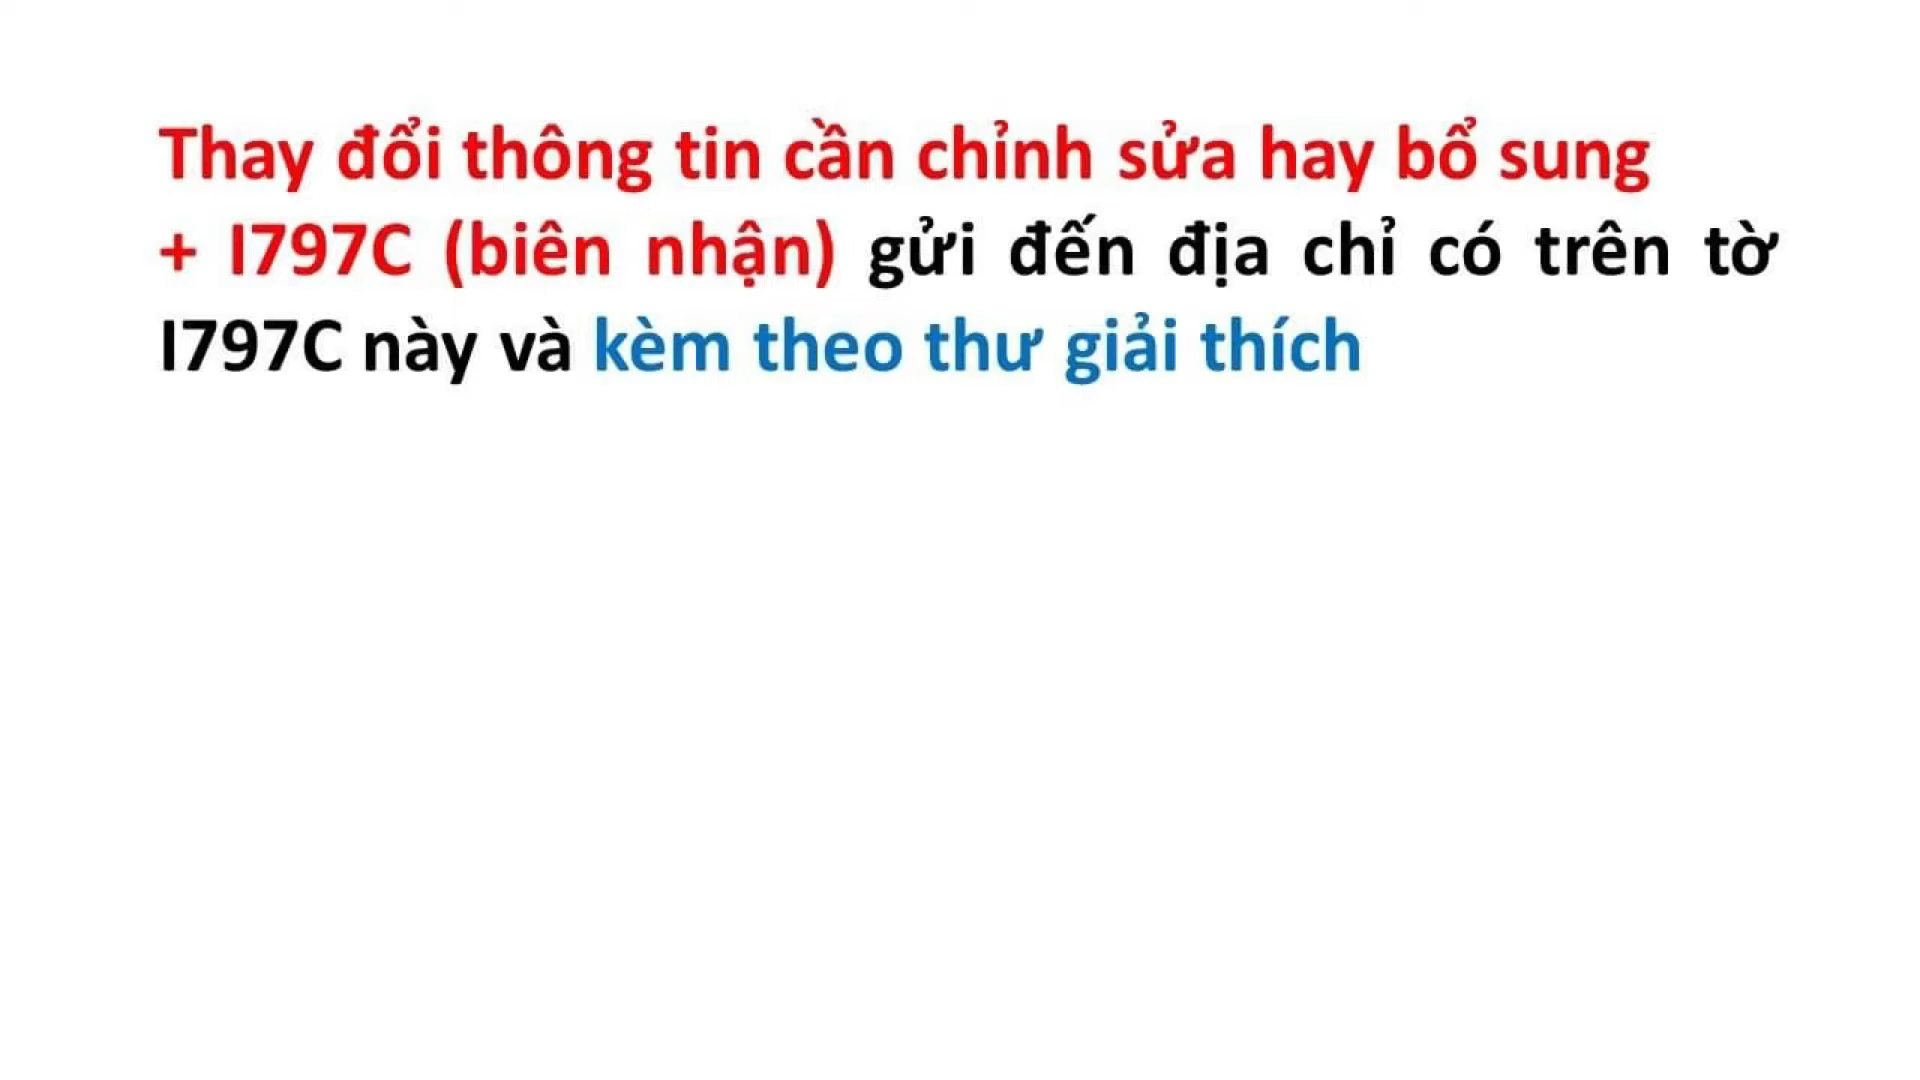 Thay đổi thông tin cần chỉnh sửa hay bổ sung
+ I797C (biên nhận) gửi đến địa chỉ có trên tờ
I797C này và kèm theo thư giải thích